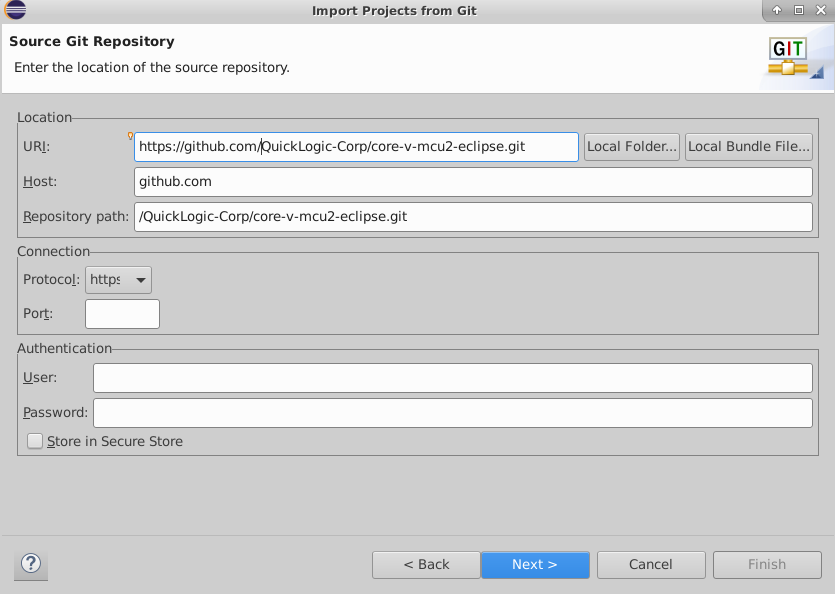 Import Projects from Git
Source Git Repository
Enter the location of the source repository.
GIT
Location
URI: https://github.com/QuickLogic-Corp/core-v-mcu2-eclipse.git Local Folder... Local Bundle File...
Host: github.com
Repository path: /QuickLogic-Corp/core-v-mcu2-eclipse.git
Connection
Protocol: https
Port:
Authentication
User:
Password:
Store in Secure Store
? < Back Next > Cancel Finish